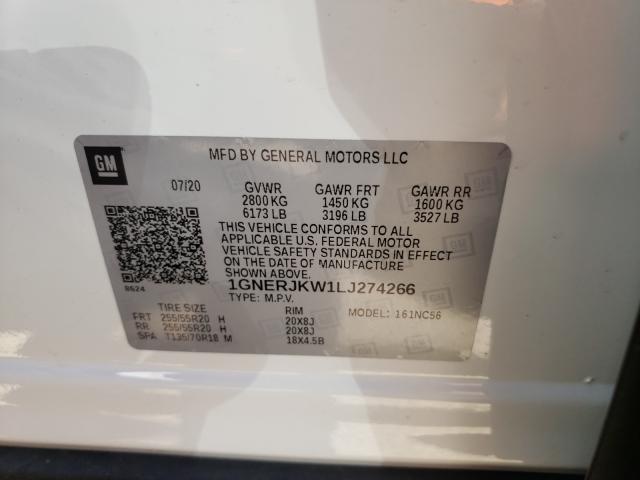 GM
MFD BY GENERAL MOTORS LLC
07/20 GVWR GAWR FRT GAWR RR
2800 KG 1450 KG 1600 KG
6173 LB 3196 LB 3527 LB
THIS VEHICLE CONFORMS TO ALL
APPLICABLE U.S. FEDERAL MOTOR
VEHICLE SAFETY STANDARDS IN
EFFECT ON THE DATE OF MANUFACTURE
SHOWN ABOVE.
8624 1GNERJKW1LJ274266
TYPE: M.P.V.
TIRE SIZE RIM MODEL: 161NC56
FRT 255/55R20 H 20X8J
RR 255/55R20 H 20X8J
SPA T135/70R18 M 18X4.5B